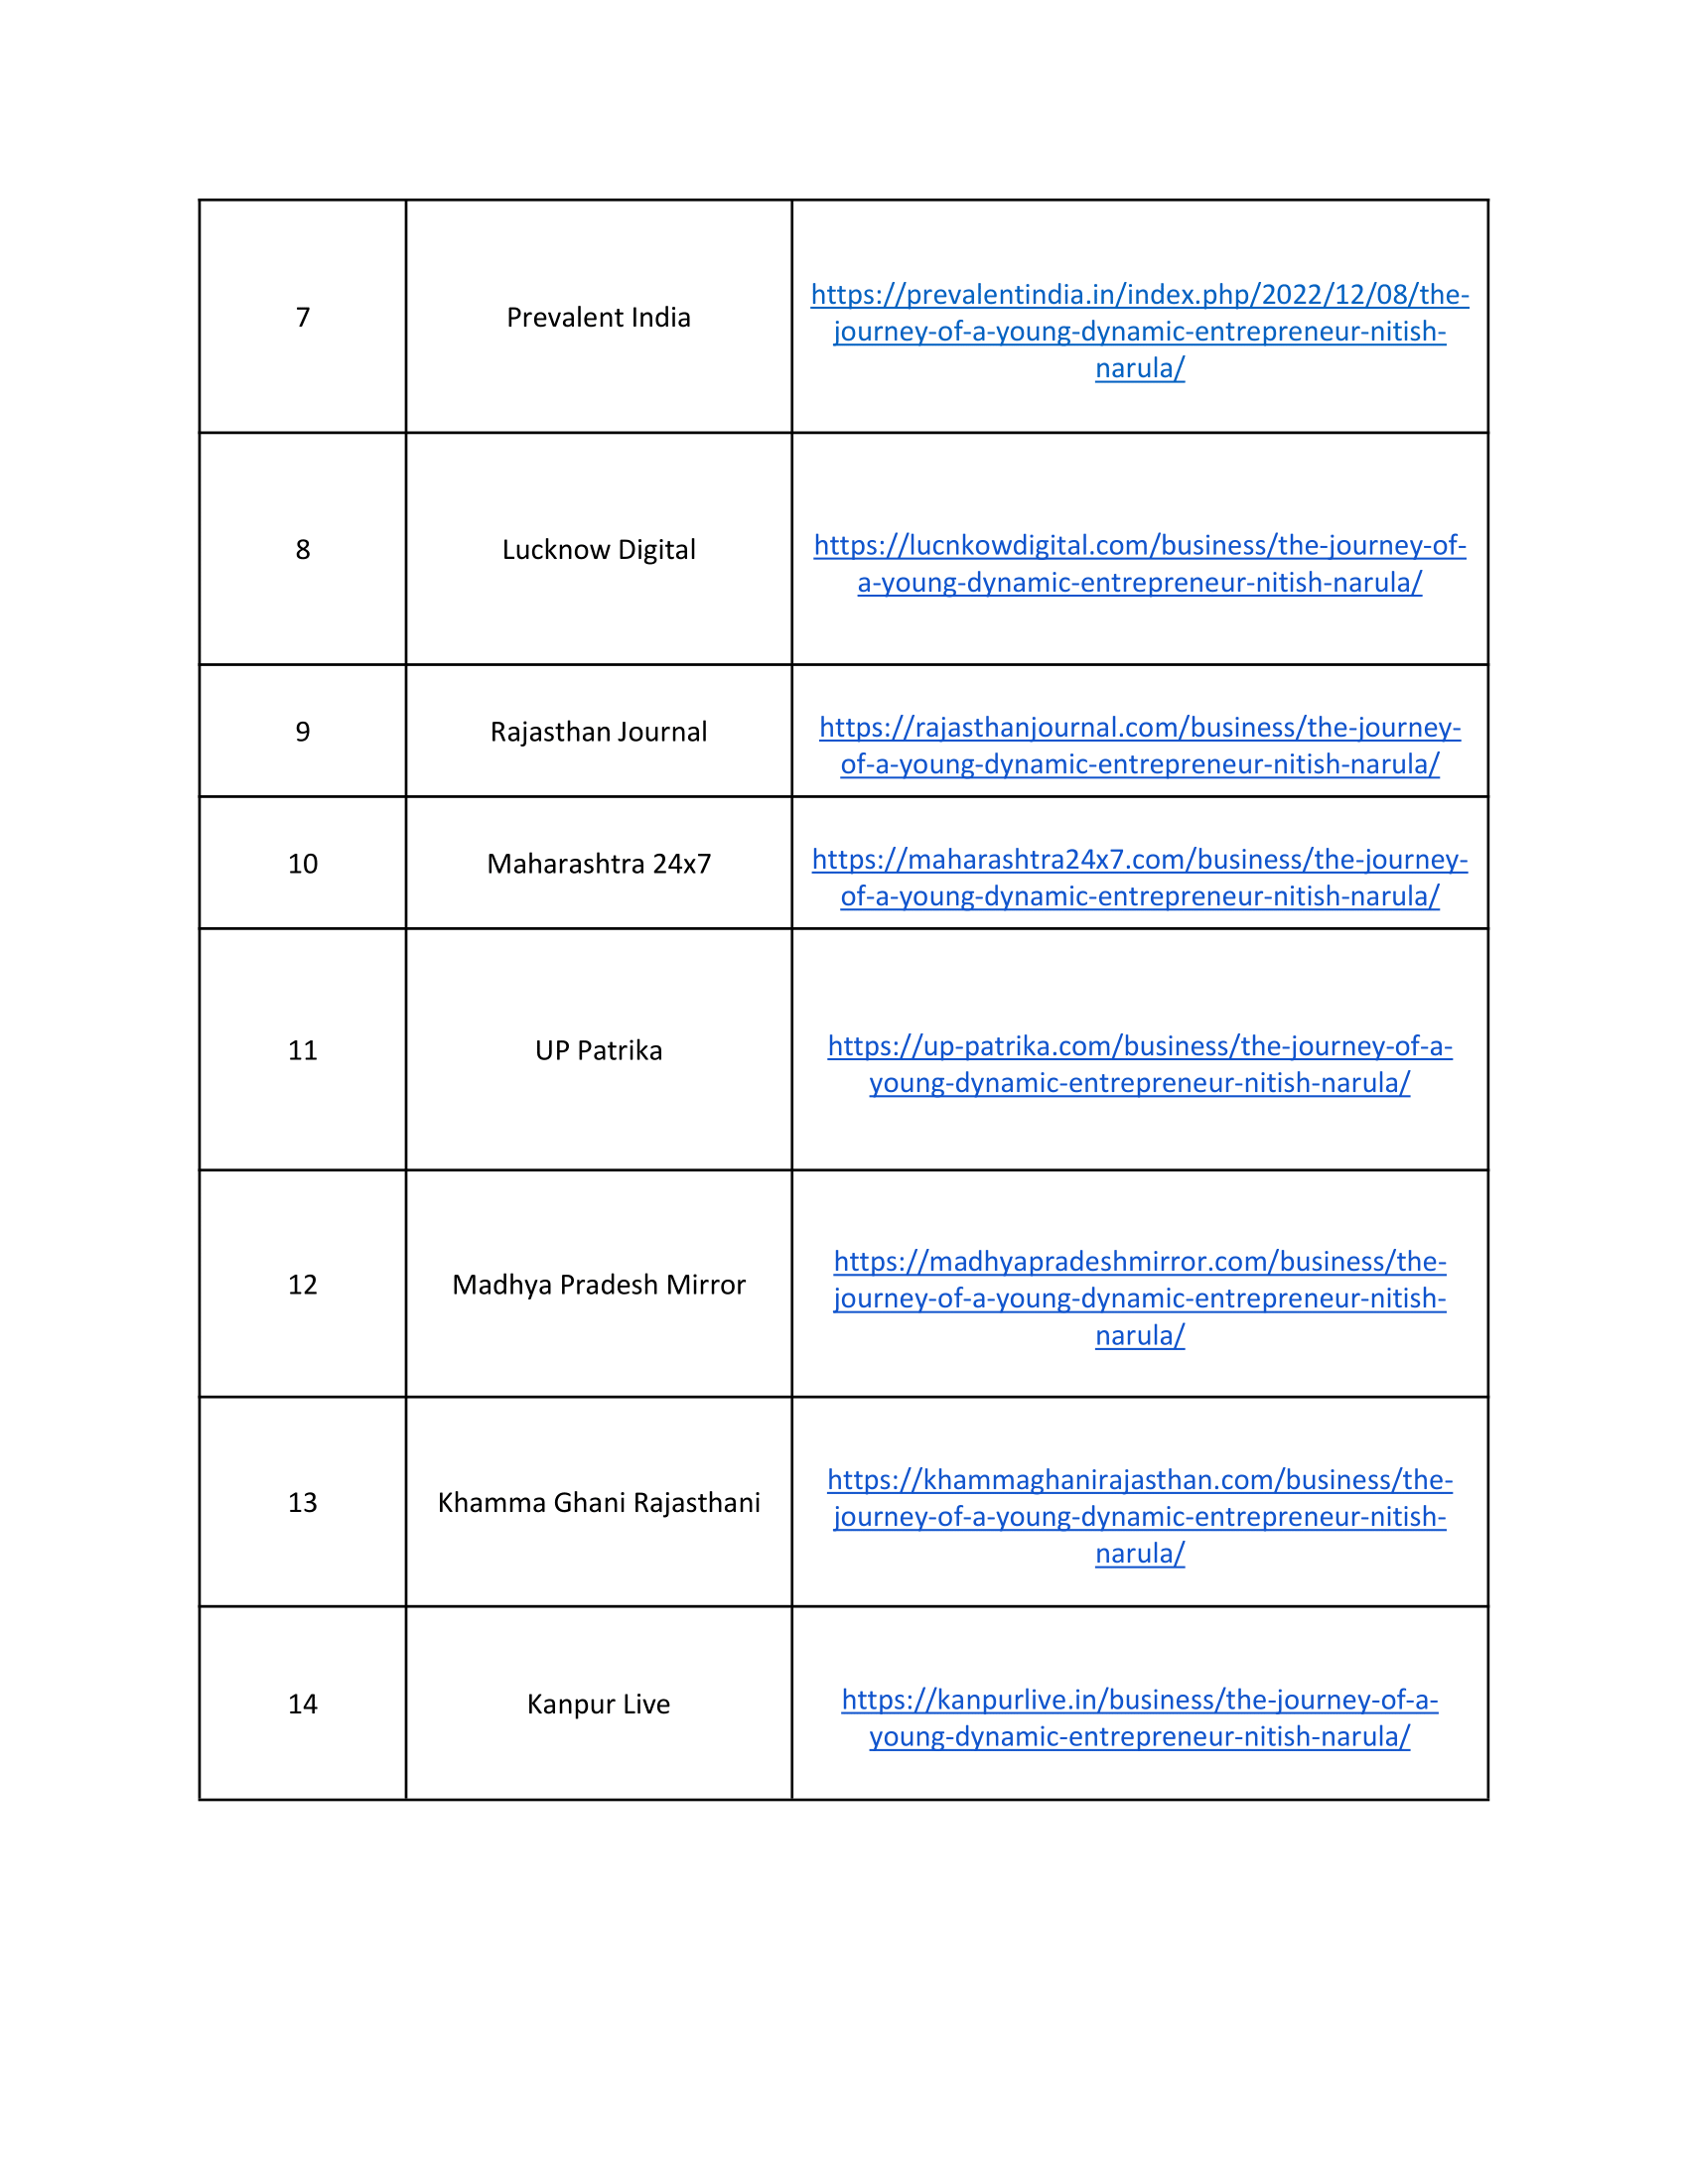 7
Prevalent India
https://prevalentindia.in/index.php/2022/12/08/the-
journey-of-a-young-dynamic-entrepreneur-nitish-
narula/
8
Lucknow Digital
https://lucnkowdigital.com/business/the-journey-of-
a-young-dynamic-entrepreneur-nitish-narula/
9
Rajasthan Journal
https://rajasthanjournal.com/business/the-journey-
of-a-young-dynamic-entrepreneur-nitish-narula/
10
Maharashtra 24x7
https://maharashtra24x7.com/business/the-journey-
of-a-young-dynamic-entrepreneur-nitish-narula/
11
UP Patrika
https://up-patrika.com/business/the-journey-of-a-
young-dynamic-entrepreneur-nitish-narula/
12
Madhya Pradesh Mirror
https://madhyapradeshmirror.com/business/the-
journey-of-a-young-dynamic-entrepreneur-nitish-
narula/
13
Khamma Ghani Rajasthani
https://khammaghanirajasthan.com/business/the-
journey-of-a-young-dynamic-entrepreneur-nitish-
narula/
14
Kanpur Live
https://kanpurlive.in/business/the-journey-of-a-
young-dynamic-entrepreneur-nitish-narula/